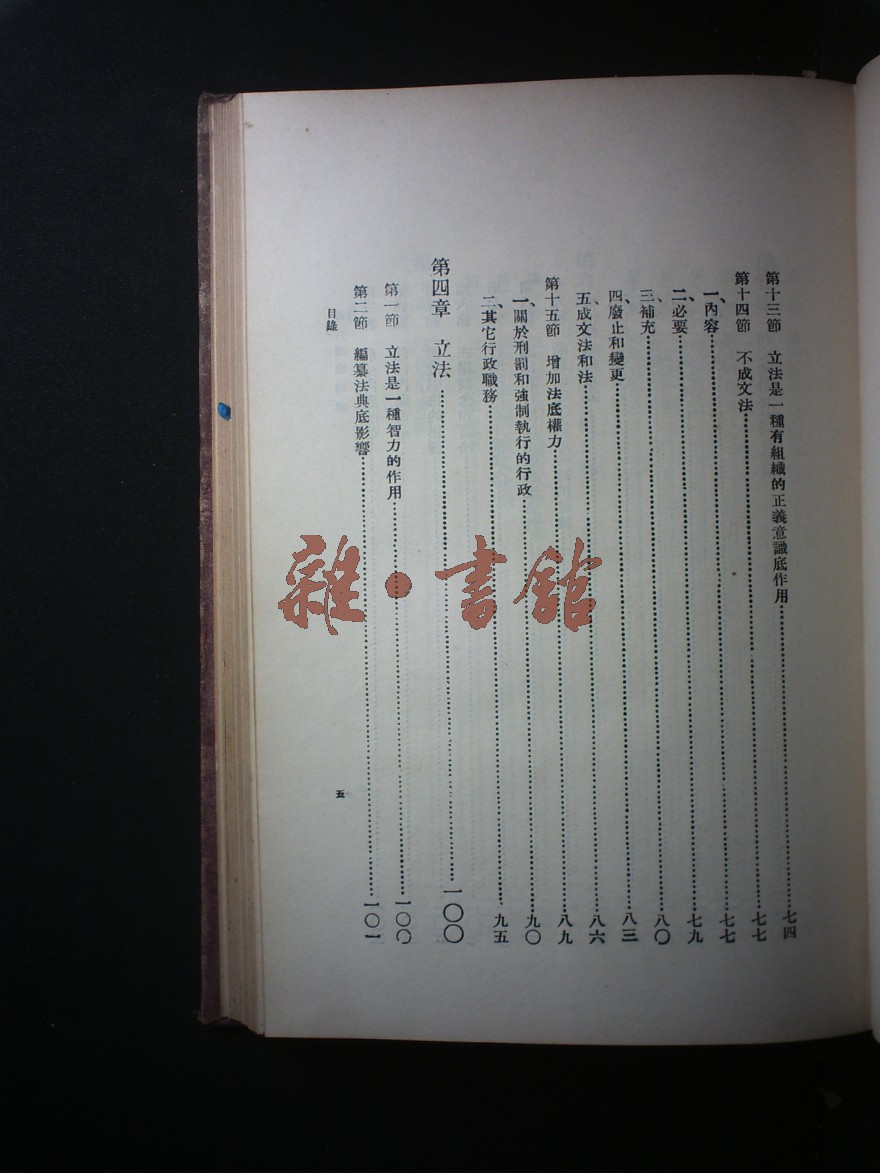 第十三節　立法是一種有組織的正義意識底作用……七四
第十四節　不成文法……七七
一、內容……七七
二、必要……七九
三、補充……八〇
四、廢止和變更……八三
五、成文法和法……八六
第十五節　增加法底權力……八九
一、關於刑罰和強制執行的行政……九〇
二、其它行政職務……九五
第四章　立法……一〇〇
第一節　立法是一種智力的作用……一〇〇
第二節　編纂法典底影響……一〇一
目錄
五
雜·書館